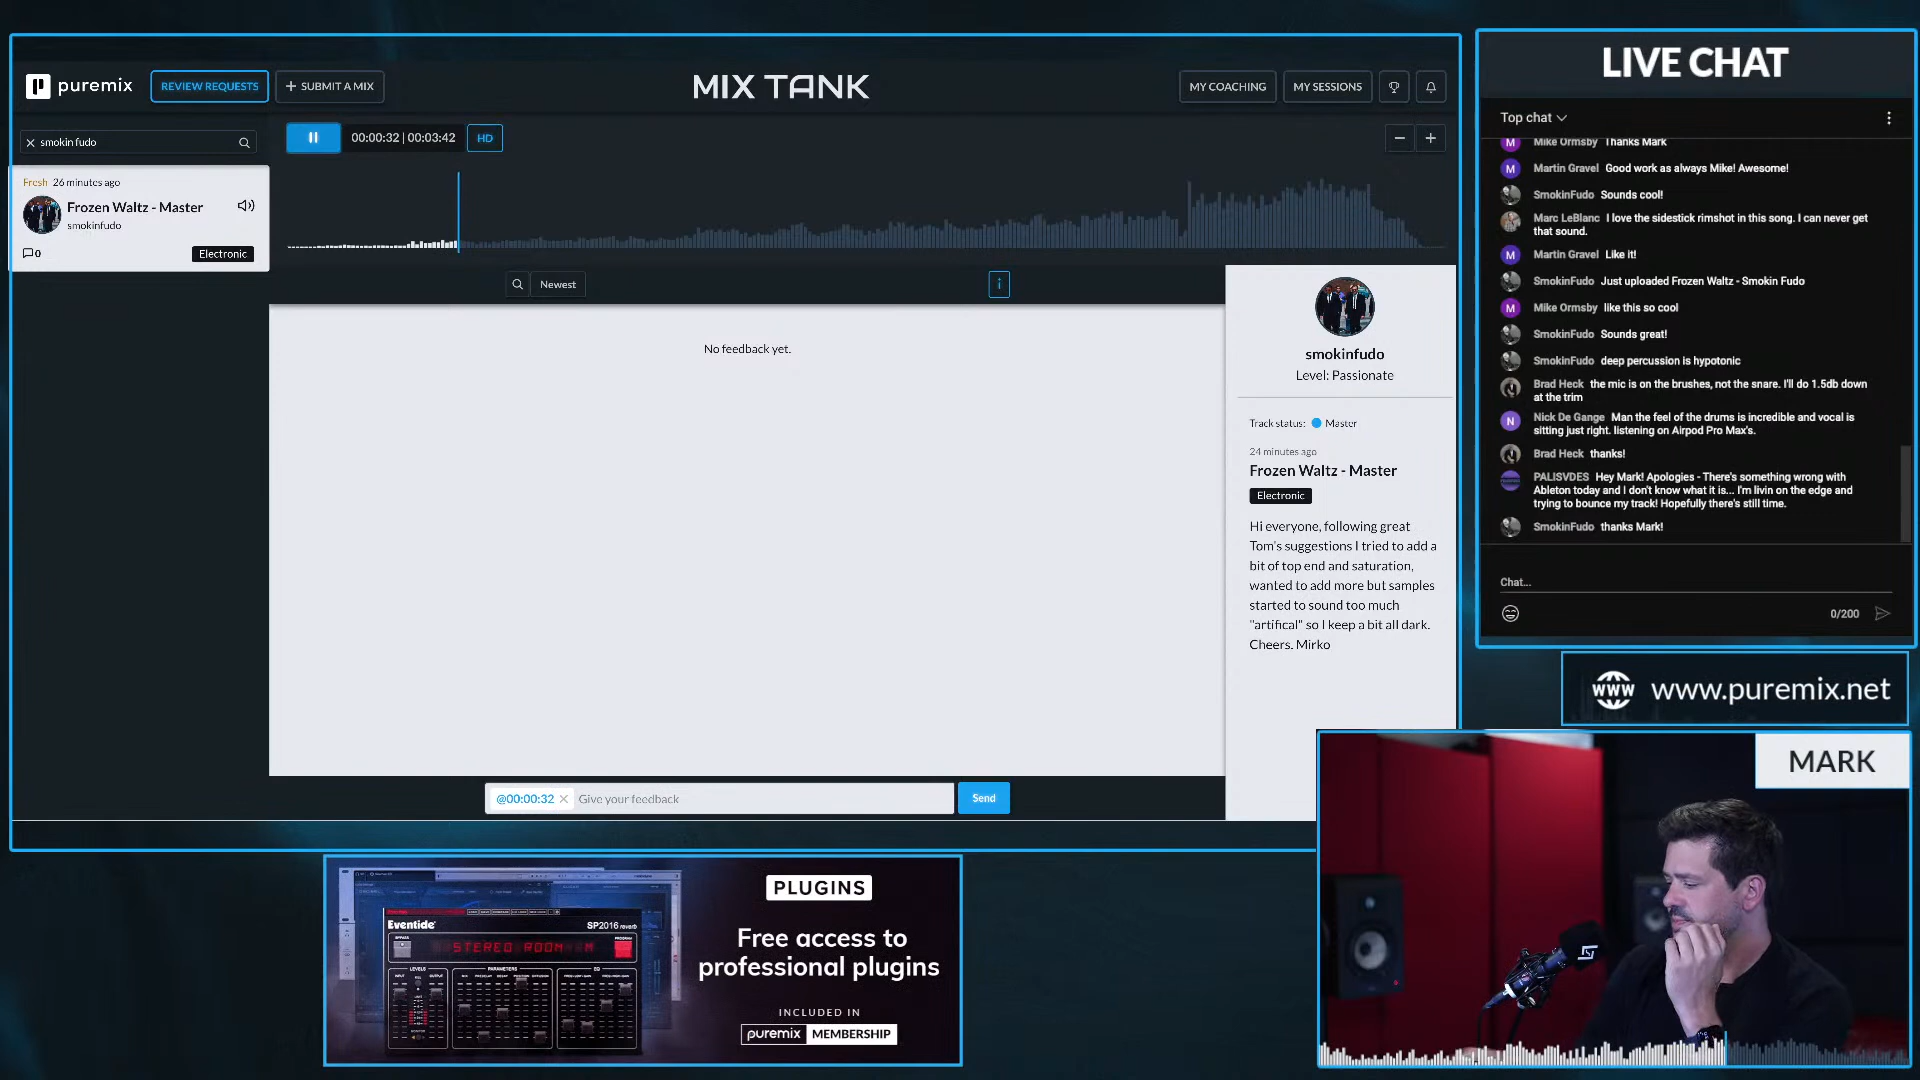 puremix
REVIEW REQUESTS
+ SUBMIT A MIX
MIX TANK
MY COACHING
MY SESSIONS
smokin fudo
00:00:32 | 00:03:42
HD
Fresh 26 minutes ago
Frozen Waltz - Master
smokinfudo
0
Electronic
Newest
i
No feedback yet.
@00:00:32
Give your feedback
Send
smokinfudo
Level: Passionate
Track status: Master
24 minutes ago
Frozen Waltz - Master
Electronic
Hi everyone, following great
Tom's suggestions I tried to add a
bit of top end and saturation,
wanted to add more but samples
started to sound too much
"artifical" so I keep a bit all dark.
Cheers. Mirko
LIVE CHAT
Top chat
M Mike Ormsby Thanks Mark
M Martin Gravel Good work as always Mike! Awesome!
SmokinFudo Sounds cool!
Marc LeBlanc I love the sidestick rimshot in this song. I can never get
that sound.
M Martin Gravel Like it!
SmokinFudo Just uploaded Frozen Waltz - Smokin Fudo
M Mike Ormsby like this so cool
SmokinFudo Sounds great!
SmokinFudo deep percussion is hypotonic
Brad Heck the mic is on the brushes, not the snare. I'll do 1.5db down
at the trim
N Nick De Gange Man the feel of the drums is incredible and vocal is
sitting just right. listening on Airpod Pro Max's.
Brad Heck thanks!
PALISVDES Hey Mark! Apologies - There's something wrong with
Ableton today and I don't know what it is... I'm livin on the edge and
trying to bounce my track! Hopefully there's still time.
SmokinFudo thanks Mark!
Chat...
0/200
WWW www.puremix.net
MARK
Eventide
SP2016 reverb
STEREO ROOM M
BYPASS
PROGRAM
LEVELS
PARAMETERS
EQ
INPUT
OUTPUT
PLUGINS
Free access to
professional plugins
INCLUDED IN
puremix MEMBERSHIP